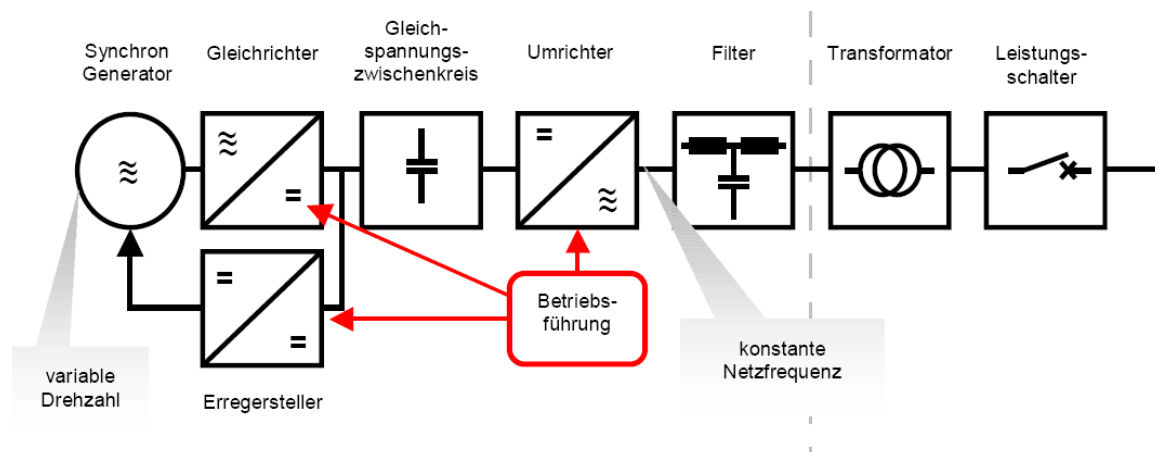 Synchron
Generator
Gleichrichter
Gleich-
spannungs-
zwischenkreis
Umrichter
Filter
Transformator
Leistungs-
schalter
Betriebs-
führung
variable
Drehzahl
Erregersteller
konstante
Netzfrequenz